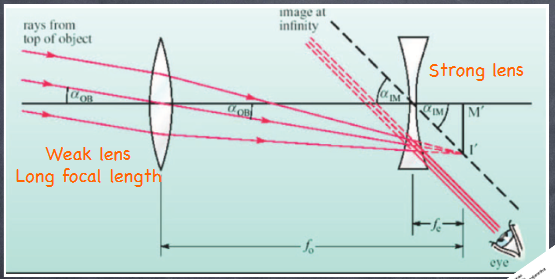 rays from
top of object
image at
infinity
Strong lens
α_OB
α_OB
α_IM
α_IM
M′
I′
Weak lens
Long focal length
f_e
f_o
eye